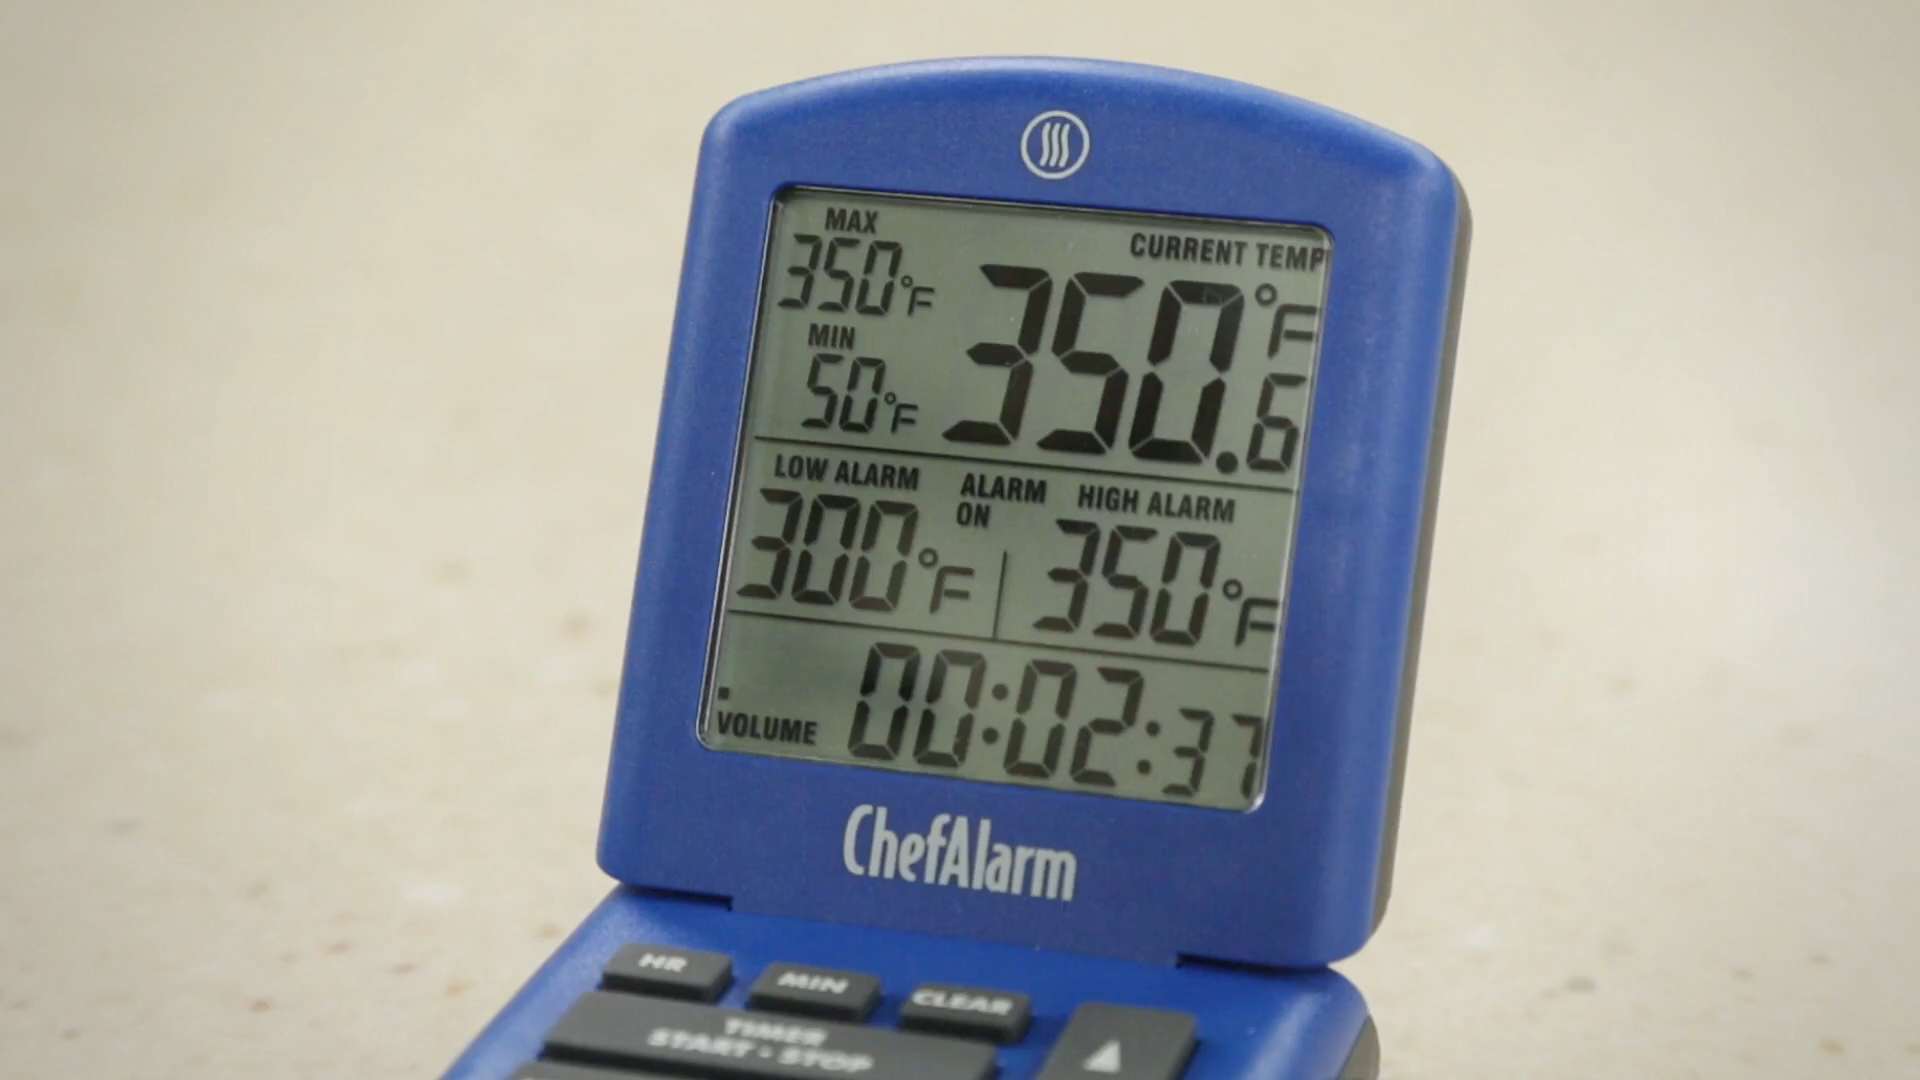 MAX
350°F
CURRENT TEMP
350.6°F
MIN
50°F
LOW ALARM
300°F
ALARM
ON
HIGH ALARM
350°F
VOLUME
00:02:37
ChefAlarm
HR
MIN
CLEAR
TIMER
START · STOP